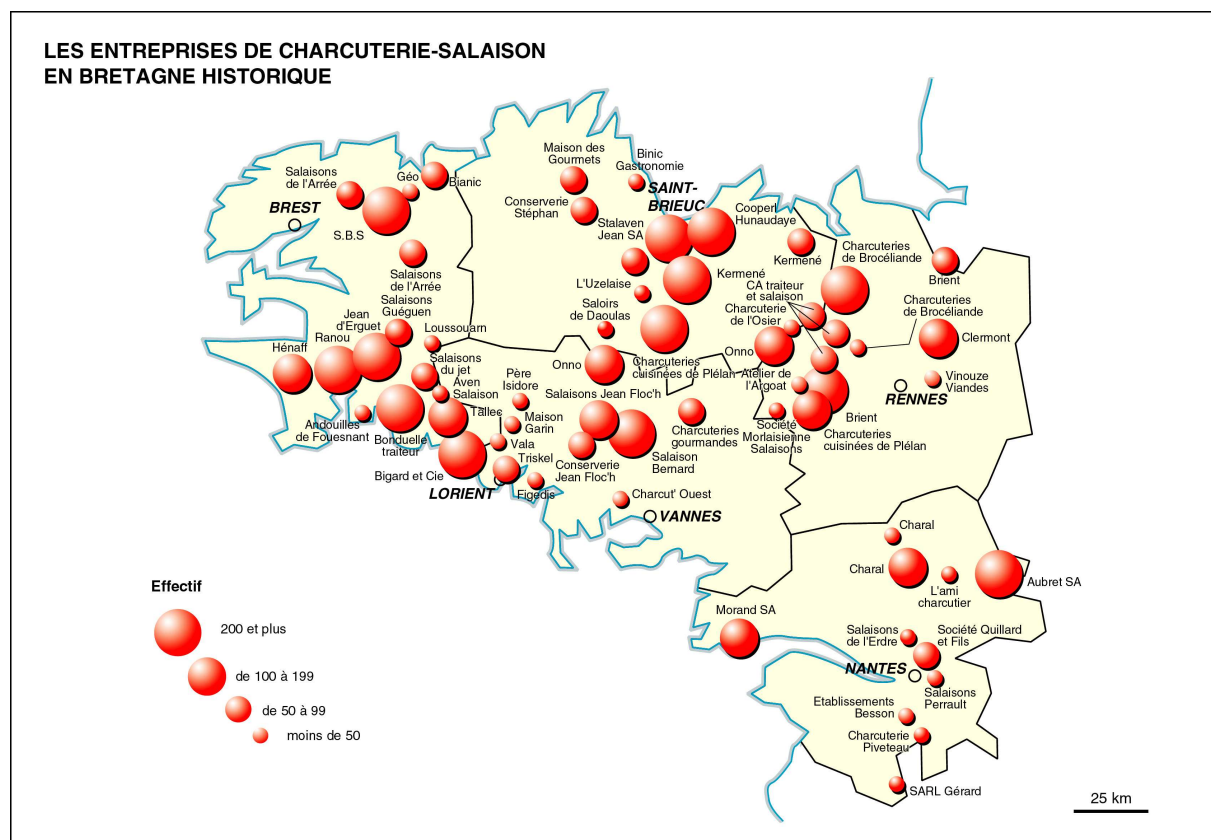 LES ENTREPRISES DE CHARCUTERIE-SALAISON
EN BRETAGNE HISTORIQUE
Maison des
Gourmets
Binic
Gastronomie
Salaisons
de l'Arrée
Géo
Bianic
BREST
S.B.S
Salaisons
de l'Arrée
Conserverie
Stéphan
SAINT-
BRIEUC
Stalaven
Jean SA
Cooperl
Hunaudaye
Kermené
Charcuteries
de Brocéliande
Brient
L'Uzelaise
Kermené
CA traiteur
et salaison
Charcuteries
de Brocéliande
Saloirs
de Daoulas
Charcuterie
de l'Osier
Clermont
Salaisons
Guéguen
Jean
d'Erguet
Ranou
Hénaff
Loussouarn
Salaisons
du jet
Aven
Salaison
Onno
Charcuteries
cuisinées de Plélan
Onno
Atelier de
l'Argoat
Vinouze
Viandes
RENNES
Père
Isidore
Salaisons Jean Floc'h
Andouilles
de Fouesnant
Bonduelle
traiteur
Tallec
Maison
Garin
Vala
Triskel
Bigard et Cie
LORIENT
Figedis
Conserverie
Jean Floc'h
Salaison
Bernard
Charcuteries
gourmandes
Société
Morlaisienne
Salaisons
Brient
Charcuteries
cuisinées de Plélan
Charcut' Ouest
VANNES
Charal
Charal
L'ami
charcutier
Aubret SA
Morand SA
Salaisons
de l'Erdre
Société Quillard
et Fils
NANTES
Salaisons
Perrault
Etablissements
Besson
Charcuterie
Piveteau
SARL Gérard
Effectif
200 et plus
de 100 à 199
de 50 à 99
moins de 50
25 km